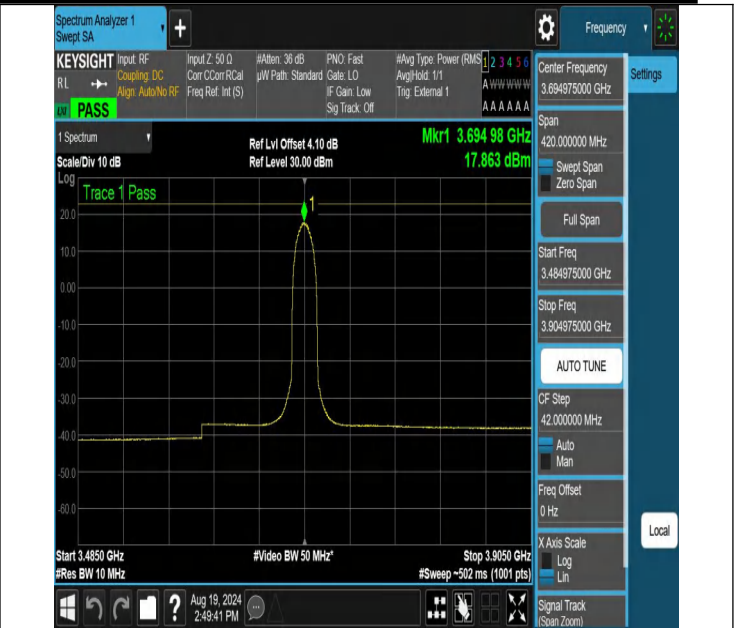 Spectrum Analyzer 1
Swept SA
+
Frequency
KEYSIGHT
RL
PASS
Input: RF
Coupling: DC
Align: Auto/No RF
Input Z: 50 Ω
Corr CCorr RCal
Freq Ref: Int (S)
#Atten: 36 dB
µW Path: Standard
PNO: Fast
Gate: LO
IF Gain: Low
Sig Track: Off
#Avg Type: Power (RMS
Avg|Hold: 1/1
Trig: External 1
1 2 3 4 5 6
A W W W W W
A A A A A A
1 Spectrum
Scale/Div 10 dB
Ref Lvl Offset 4.10 dB
Ref Level 30.00 dBm
Mkr1 3.694 98 GHz
17.863 dBm
Log
Trace 1 Pass
1
20.0
10.0
0.00
-10.0
-20.0
-30.0
-40.0
-50.0
-60.0
Start 3.4850 GHz
#Res BW 10 MHz
#Video BW 50 MHz*
Stop 3.9050 GHz
#Sweep ~502 ms (1001 pts)
Center Frequency
3.694975000 GHz
Settings
Span
420.000000 MHz
Swept Span
Zero Span
Full Span
Start Freq
3.484975000 GHz
Stop Freq
3.904975000 GHz
AUTO TUNE
CF Step
42.000000 MHz
Auto
Man
Freq Offset
0 Hz
X Axis Scale
Log
Lin
Local
Signal Track
(Span Zoom)
?
Aug 19, 2024
2:49:41 PM